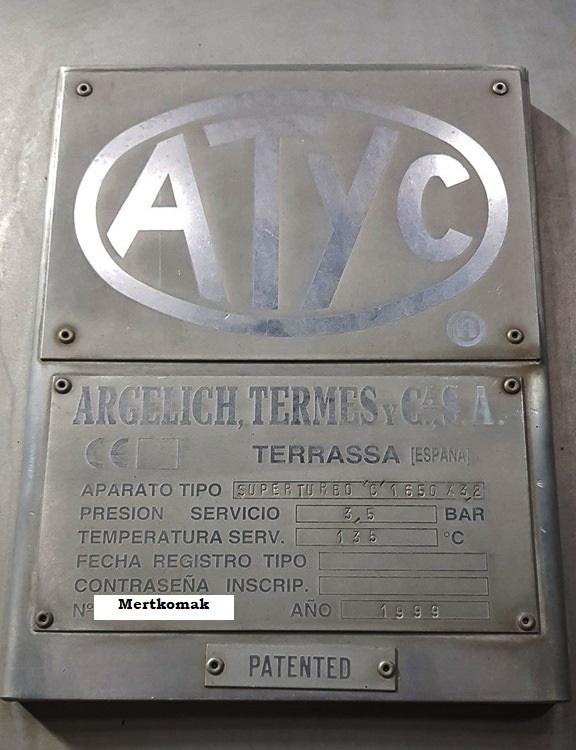 ATYC
n
ARGELICH, TERMES Y Cª, S.A.
CE TERRASSA [ESPAÑA]
APARATO TIPO SUPERTURBO "C" 1650 X 32
PRESION SERVICIO 3,5 BAR
TEMPERATURA SERV. 135 °C
FECHA REGISTRO TIPO
CONTRASEÑA INSCRIP.
Nº Mertkomak AÑO 1999
PATENTED